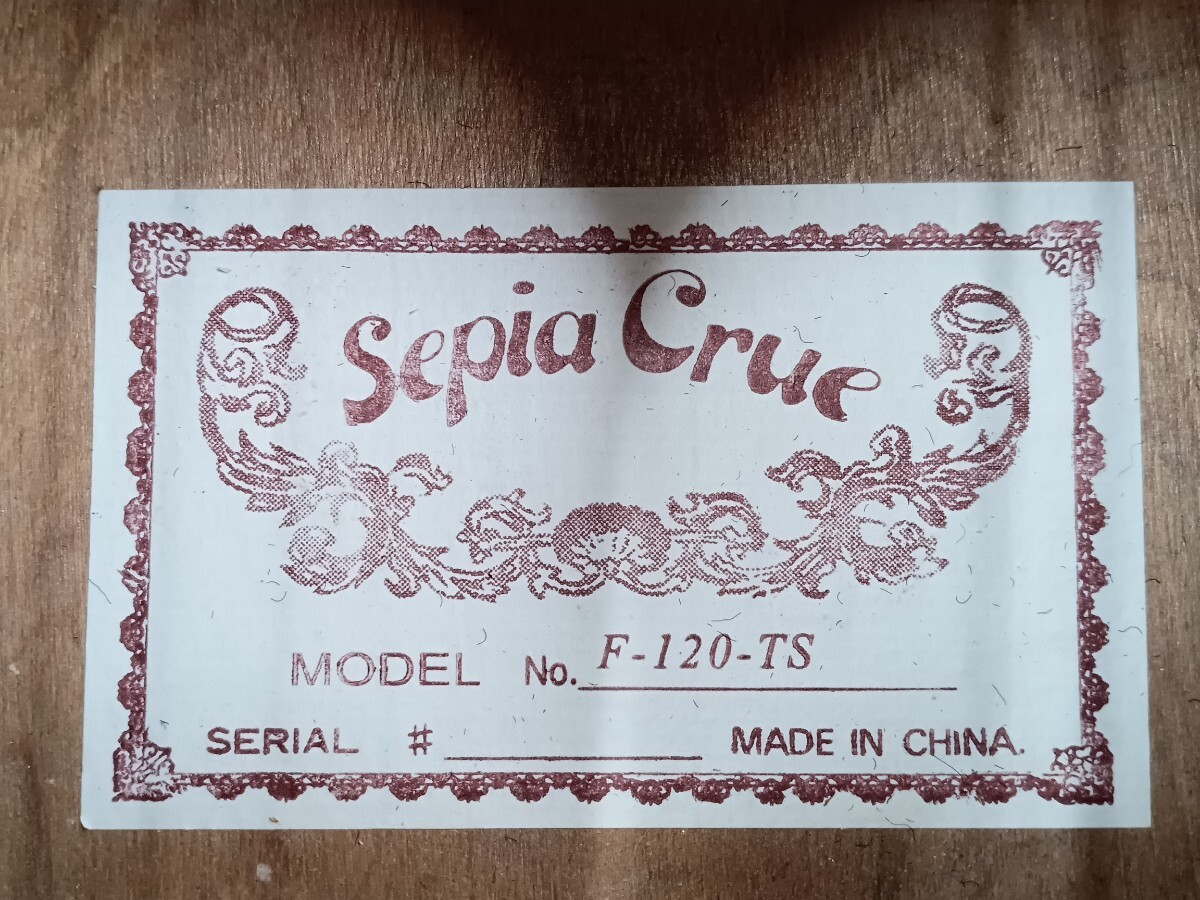 Sepia Crue
MODEL No. F-120-TS
SERIAL # MADE IN CHINA.